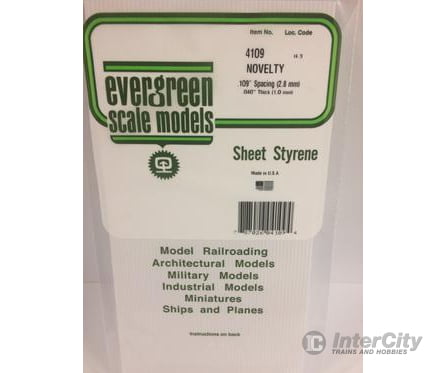 Item No. Loc. Code
4109
NOVELTY
.109" Spacing (2.8 mm)
.040" Thick (1.0 mm)
evergreen
scale models
Sheet Styrene
Made in U.S.A
Model Railroading
Architectural Models
Military Models
Industrial Models
Miniatures
Ships and Planes
Instructions on back
InterCity
TRAINS AND HOBBIES